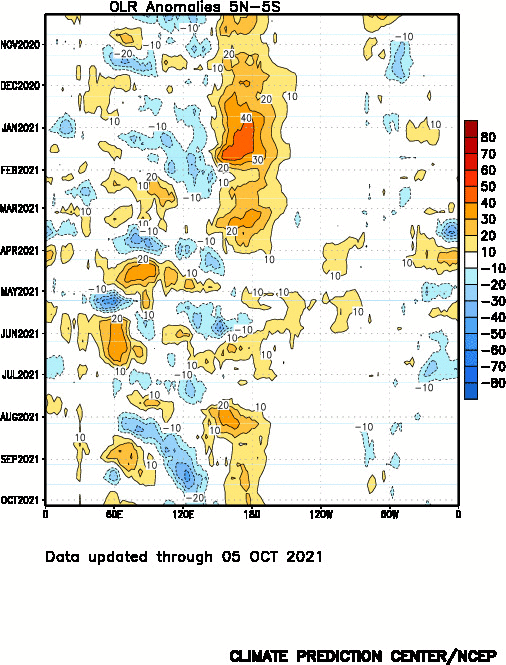 OLR Anomalies 5N-5S
NOV2020
DEC2020
JAN2021
FEB2021
MAR2021
APR2021
MAY2021
JUN2021
JUL2021
AUG2021
SEP2021
OCT2021
0 60E 120E 180 120W 60W 0
80
70
60
50
40
30
20
10
-10
-20
-30
-40
-50
-60
-70
-80
Data updated through 05 OCT 2021
CLIMATE PREDICTION CENTER/NCEP